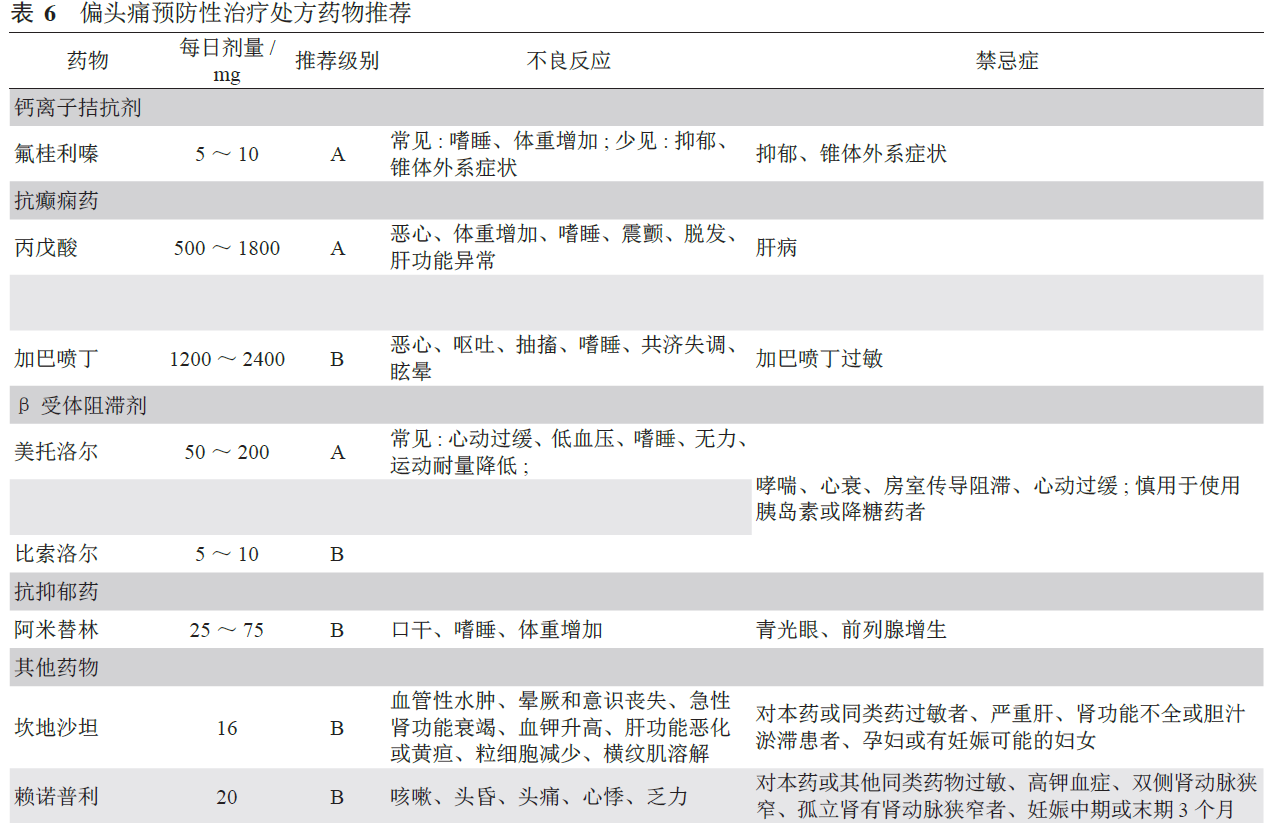 表 6 偏头痛预防性治疗处方药物推荐
药物 每日剂量 / mg 推荐级别 不良反应 禁忌症
钙离子拮抗剂
氟桂利嗪 5 ～ 10 A 常见 : 嗜睡、体重增加 ; 少见 : 抑郁、锥体外系症状 抑郁、锥体外系症状
抗癫痫药
丙戊酸 500 ～ 1800 A 恶心、体重增加、嗜睡、震颤、脱发、肝功能异常 肝病
加巴喷丁 1200 ～ 2400 B 恶心、呕吐、抽搐、嗜睡、共济失调、眩晕 加巴喷丁过敏
β 受体阻滞剂
美托洛尔 50 ～ 200 A 常见 : 心动过缓、低血压、嗜睡、无力、运动耐量降低 ;
哮喘、心衰、房室传导阻滞、心动过缓 ; 慎用于使用
胰岛素或降糖药者
比索洛尔 5 ～ 10 B
抗抑郁药
阿米替林 25 ～ 75 B 口干、嗜睡、体重增加 青光眼、前列腺增生
其他药物
坎地沙坦 16 B 血管性水肿、晕厥和意识丧失、急性肾功能衰竭、血钾升高、肝功能恶化或黄疸、粒细胞减少、横纹肌溶解 对本药或同类药过敏者、严重肝、肾功能不全或胆汁淤滞患者、孕妇或有妊娠可能的妇女
赖诺普利 20 B 咳嗽、头昏、头痛、心悸、乏力 对本药或其他同类药物过敏、高钾血症、双侧肾动脉狭窄、孤立肾有肾动脉狭窄者、妊娠中期或末期 3 个月